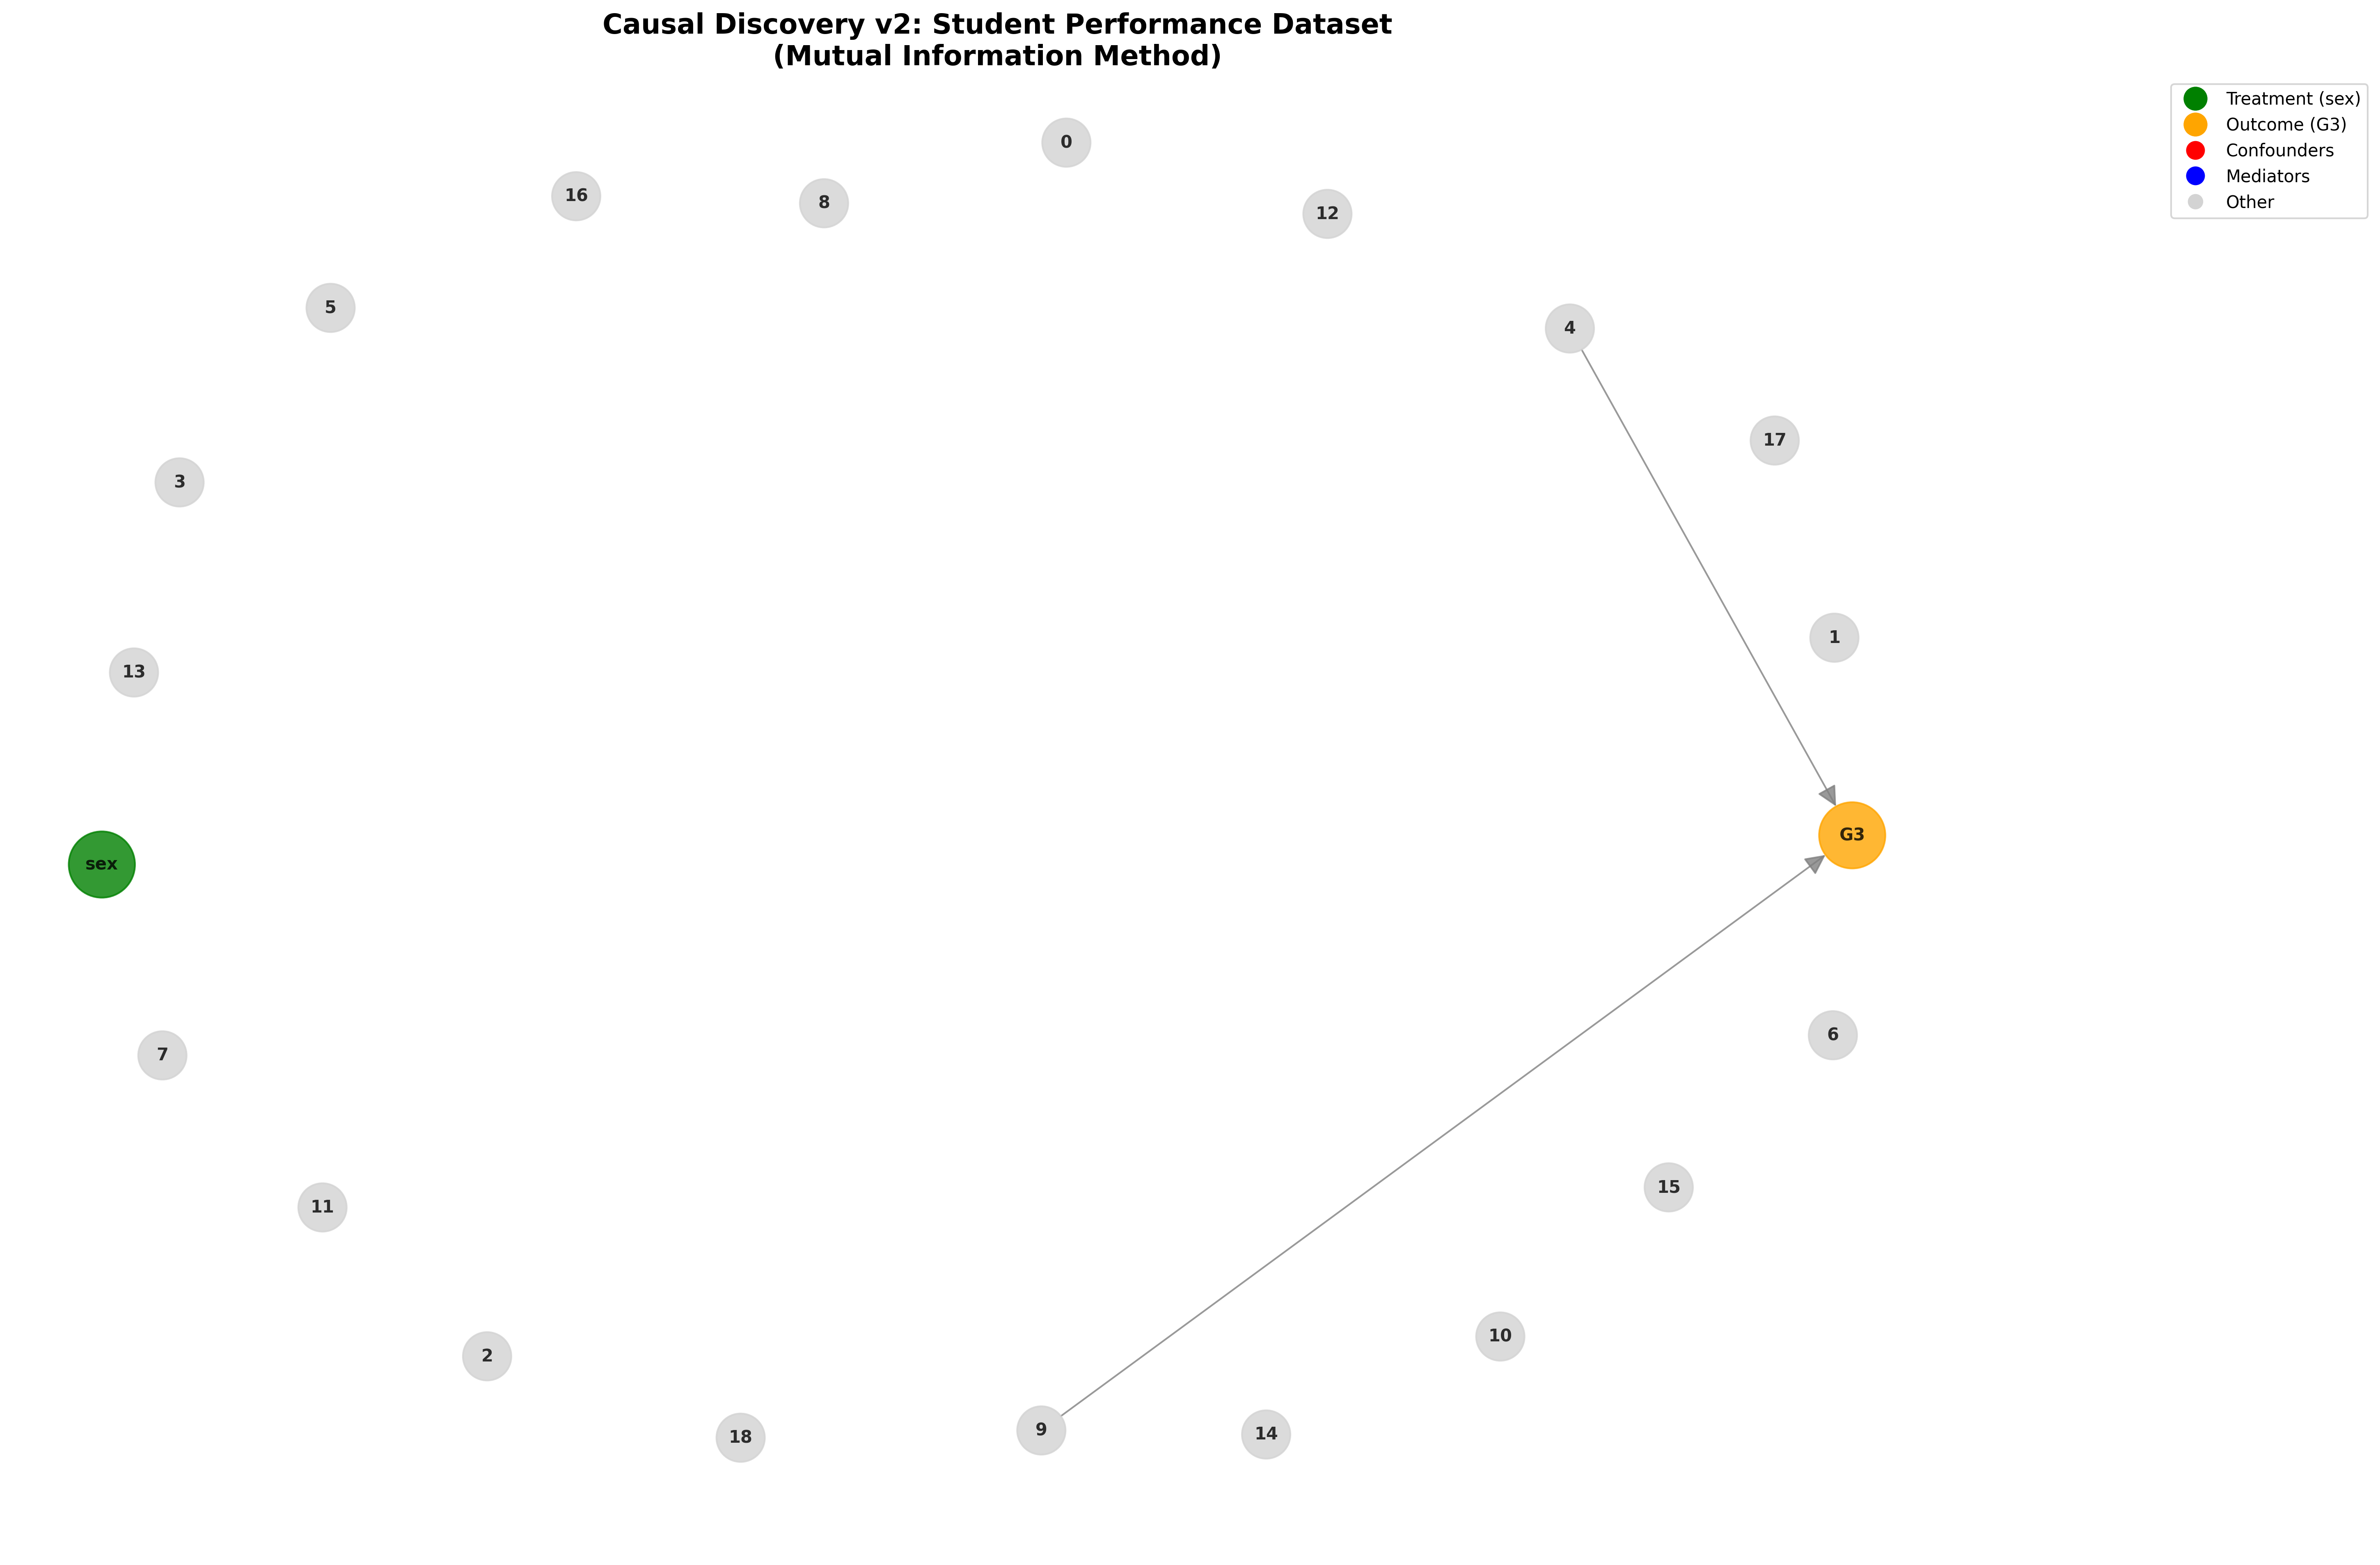 Causal Discovery v2: Student Performance Dataset
(Mutual Information Method)
Treatment (sex)
Outcome (G3)
Confounders
Mediators
Other
0
16
8
12
5
4
17
3
1
13
G3
sex
6
7
15
11
10
2
9
14
18